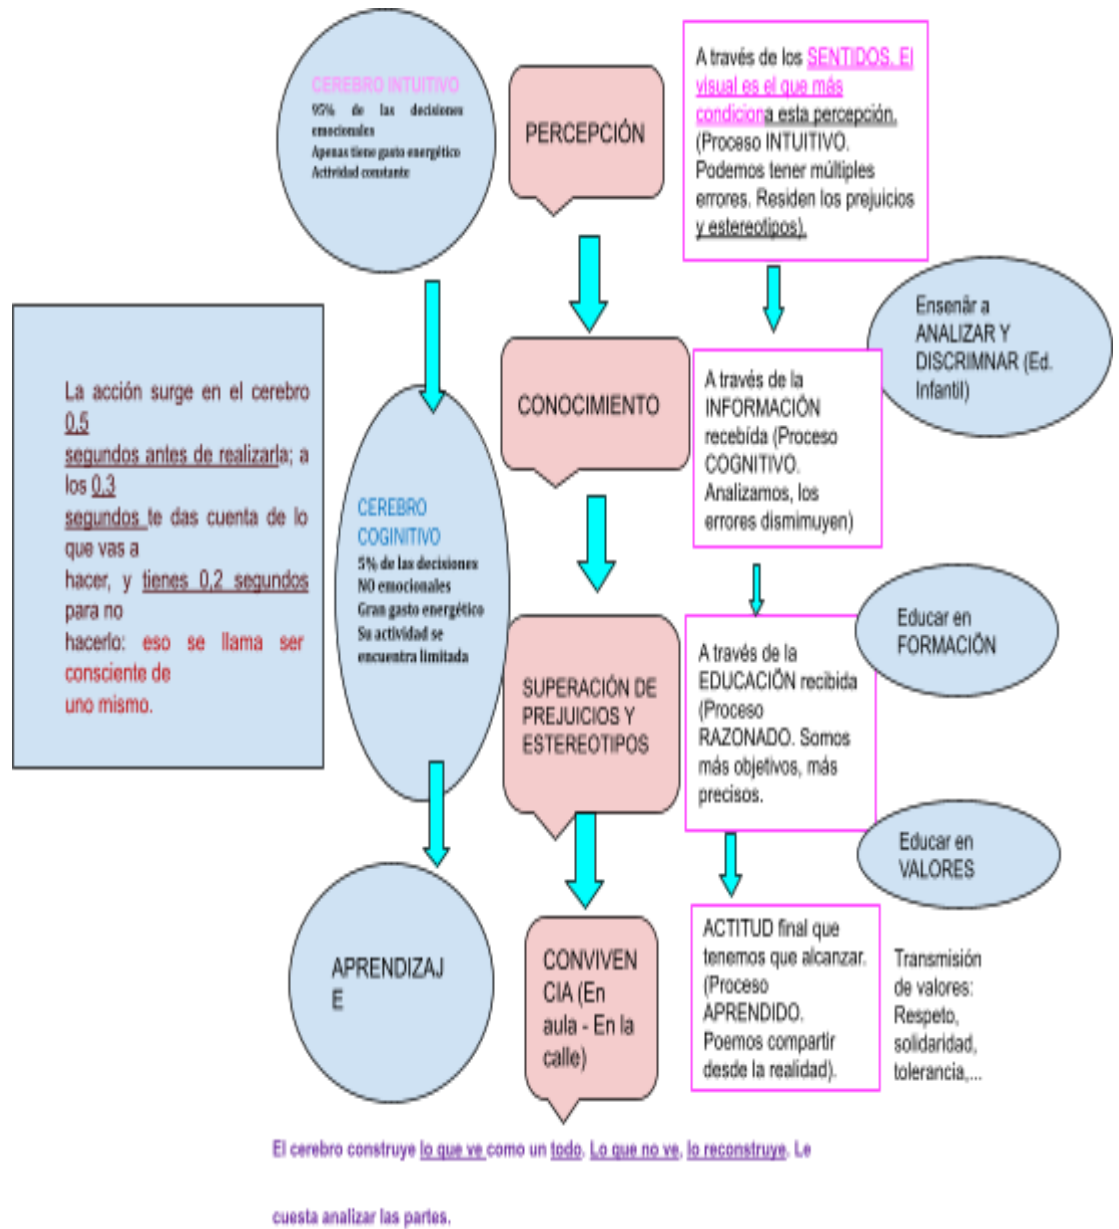 CEREBRO INTUITIVO
95% de las decisiones
emocionales
Apenas tiene gasto energético
Actividad constante
PERCEPCIÓN
A través de los SENTIDOS. El
visual es el que más
condiciona esta percepción.
(Proceso INTUITIVO.
Podemos tener múltiples
errores. Residen los prejuicios
y estereotipos).
Ensenâr a
ANALIZAR Y
DISCRIMNAR (Ed.
Infantil)
La acción surge en el cerebro
0,5
segundos antes de realizarla; a
los 0,3
segundos te das cuenta de lo
que vas a
hacer, y tienes 0,2 segundos
para no
hacerlo: eso se llama ser
consciente de
uno mismo.
CONOCIMIENTO
A través de la
INFORMACIÓN
recebída (Proceso
COGNITIVO.
Analizamos, los
errores dismimuyen)
CEREBRO
COGINITIVO
5% de las decisiones
NO emocionales
Gran gasto energético
Su actividad se
encuentra limitada
Educar en
FORMACIÓN
SUPERACIÓN DE
PREJUICIOS Y
ESTEREOTIPOS
A través de la
EDUCACIÓN recibida
(Proceso
RAZONADO. Somos
más objetivos, más
precisos.
Educar en
VALORES
APRENDIZAJ
E
CONVIVEN
CIA (En
aula - En la
calle)
ACTITUD final que
tenemos que alcanzar.
(Proceso
APRENDIDO.
Poemos compartir
desde la realidad).
Transmisión
de valores:
Respeto,
solidaridad,
tolerancia,...
El cerebro construye lo que ve como un todo. Lo que no ve, lo reconstruye. Le
cuesta analizar las partes.